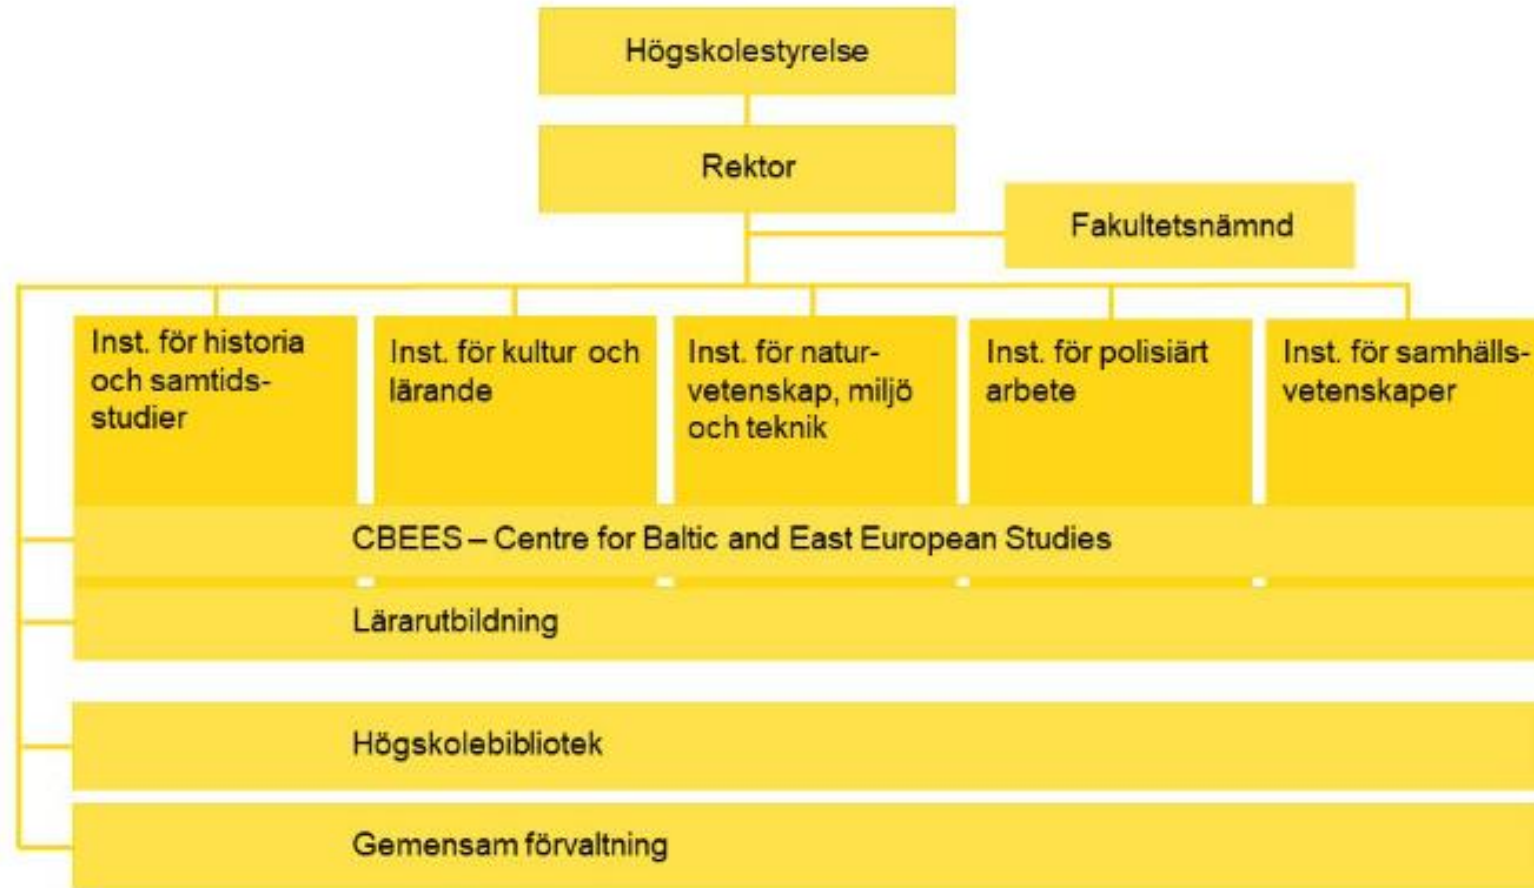 Högskolestyrelse
Rektor
Fakultetsnämnd
Inst. för historia
och samtids-
studier
Inst. för kultur och
lärande
Inst. för natur-
vetenskap, miljö
och teknik
Inst. för polisiärt
arbete
Inst. för samhälls-
vetenskaper
CBEES – Centre for Baltic and East European Studies
Lärarutbildning
Högskolebibliotek
Gemensam förvaltning